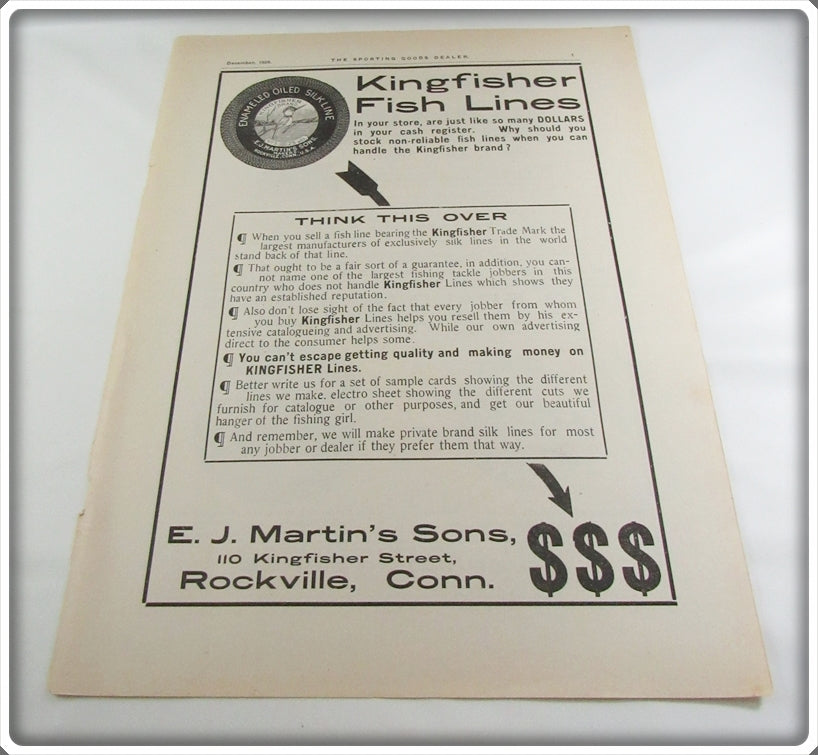 December, 1909.
THE SPORTING GOODS DEALER.
ENAMELED OILED SILK LINE
KINGFISHER
E.J. MARTIN'S SONS.
MAKERS
ROCKVILLE, CONN., U.S.A.
Kingfisher
Fish Lines
In your store, are just like so many DOLLARS
in your cash register. Why should you
stock non-reliable fish lines when you can
handle the Kingfisher brand?
THINK THIS OVER
¶ When you sell a fish line bearing the Kingfisher Trade Mark the
largest manufacturers of exclusively silk lines in the world
stand back of that line.
¶ That ought to be a fair sort of a guarantee, in addition, you can-
not name one of the largest fishing tackle jobbers in this
country who does not handle Kingfisher Lines which shows they
have an established reputation.
¶ Also don't lose sight of the fact that every jobber from whom
you buy Kingfisher Lines helps you resell them by his ex-
tensive catalogueing and advertising. While our own advertising
direct to the consumer helps some.
¶ You can't escape getting quality and making money on
KINGFISHER Lines.
¶ Better write us for a set of sample cards showing the different
lines we make, electro sheet showing the different cuts we
furnish for catalogue or other purposes, and get our beautiful
hanger of the fishing girl.
¶ And remember, we will make private brand silk lines for most
any jobber or dealer if they prefer them that way.
E. J. Martin's Sons,
110 Kingfisher Street,
Rockville, Conn.
$$$